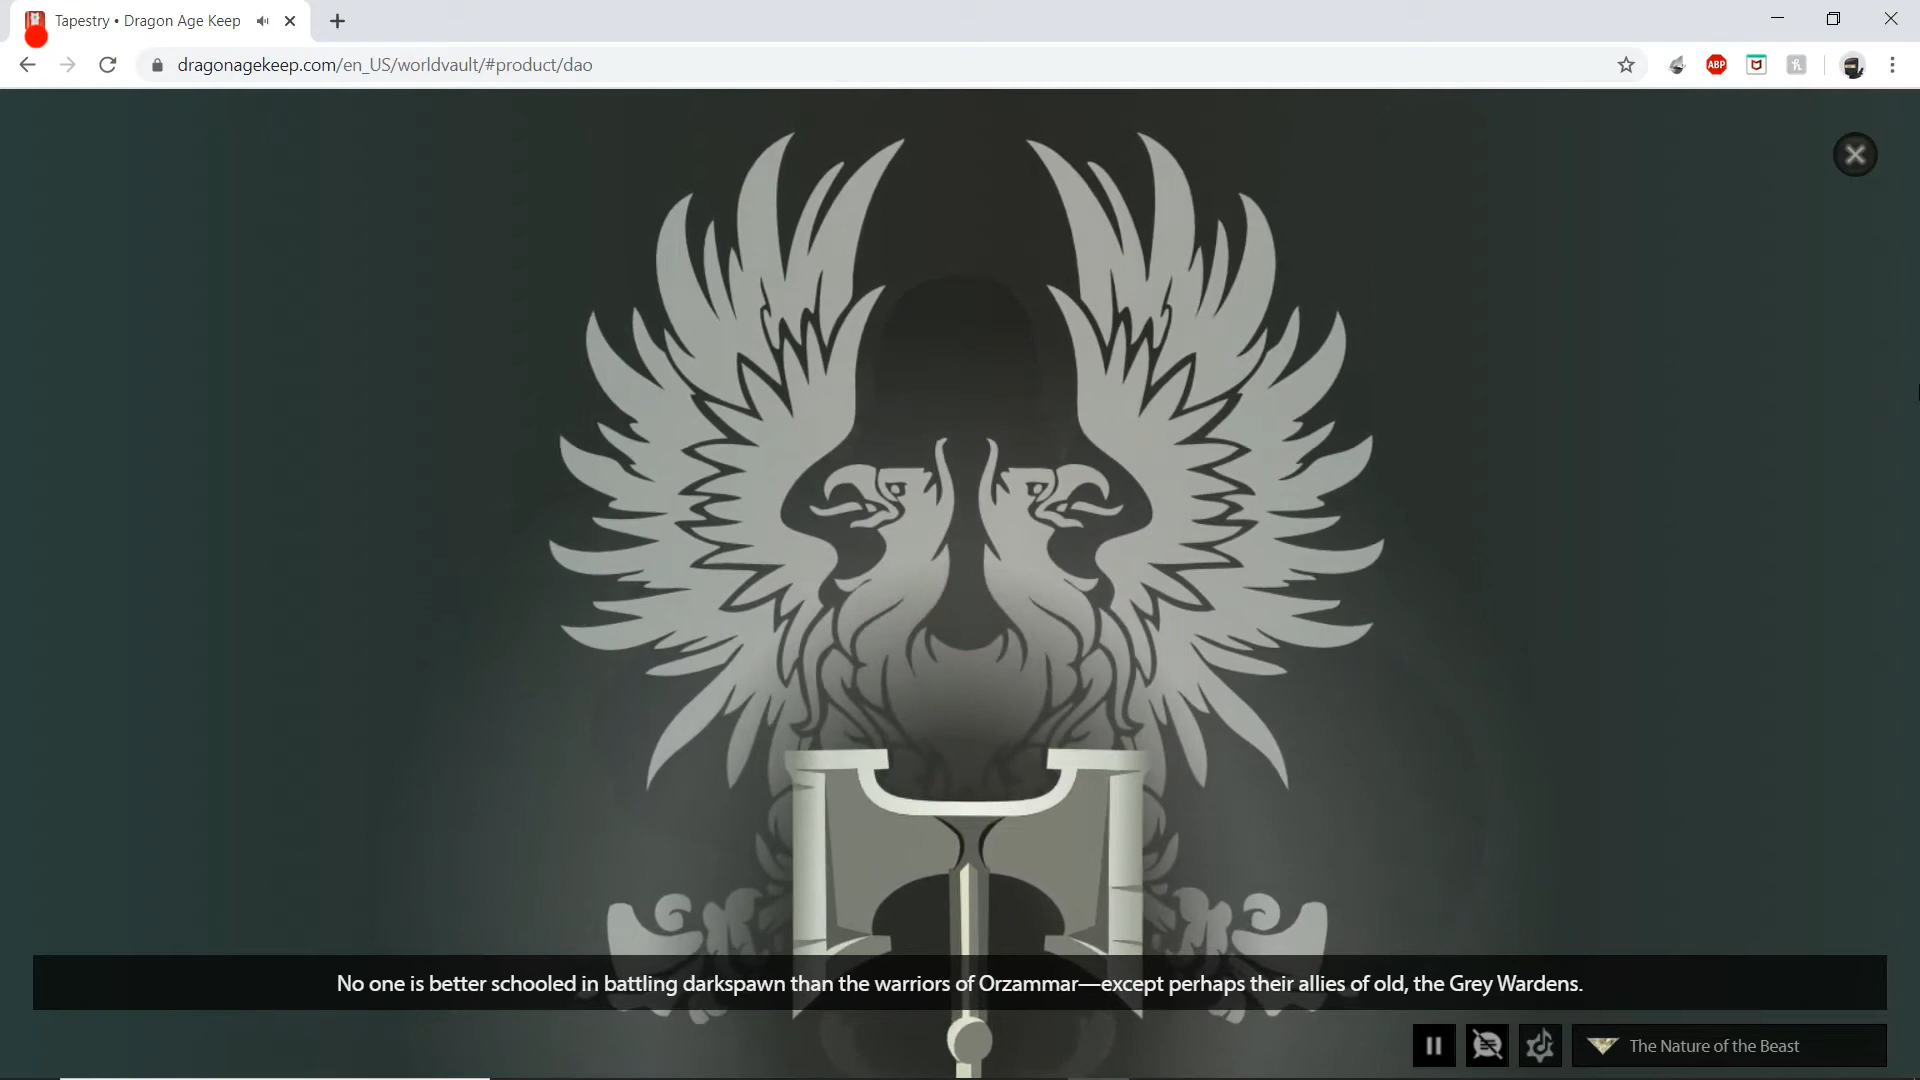 Tapestry • Dragon Age Keep
dragonagekeep.com/en_US/worldvault/#product/dao
ABP
No one is better schooled in battling darkspawn than the warriors of Orzammar—except perhaps their allies of old, the Grey Wardens.
The Nature of the Beast